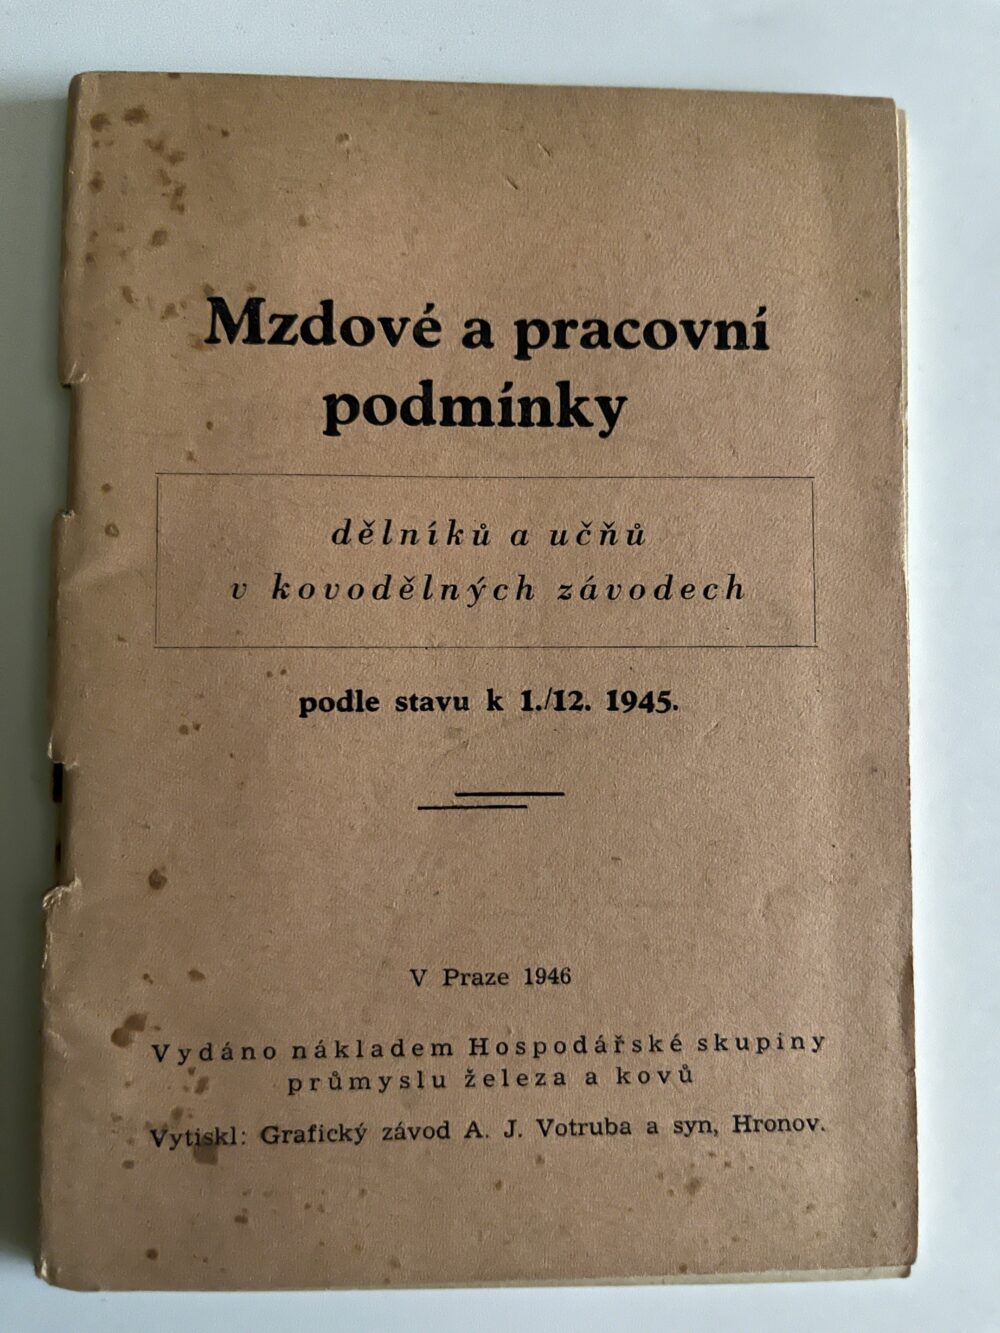 Mzdové a pracovní
podmínky
dělníků a učňů
v kovodělných závodech
podle stavu k 1./12. 1945.
V Praze 1946
Vydáno nákladem Hospodářské skupiny
průmyslu železa a kovů
Vytiskl: Grafický závod A. J. Votruba a syn, Hronov.